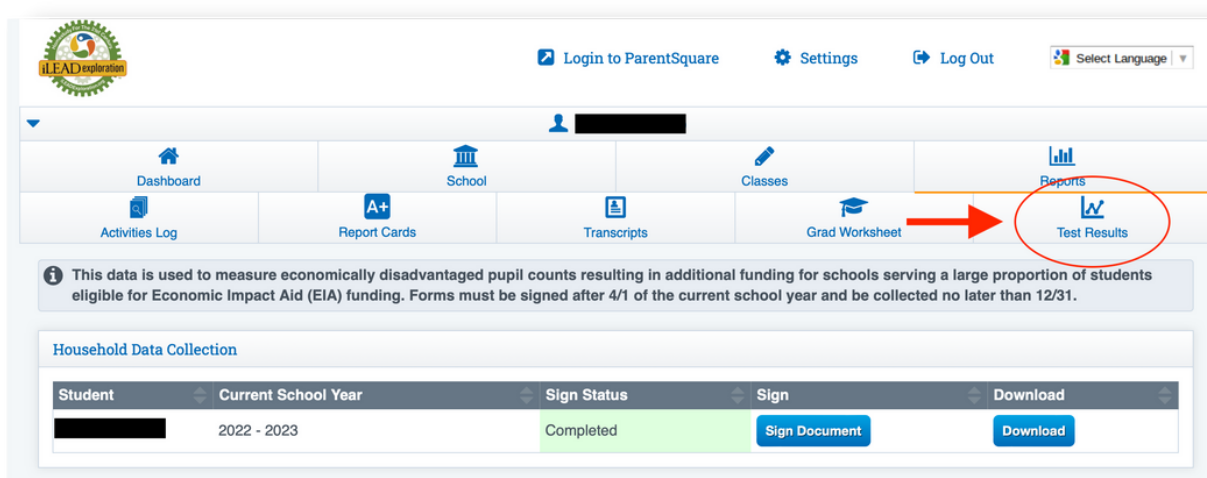 iLEAD exploration
Login to ParentSquare
Settings
Log Out
Select Language
Dashboard
School
Classes
Reports
Activities Log
A+
Report Cards
Transcripts
Grad Worksheet
Test Results
This data is used to measure economically disadvantaged pupil counts resulting in additional funding for schools serving a large proportion of students
eligible for Economic Impact Aid (EIA) funding. Forms must be signed after 4/1 of the current school year and be collected no later than 12/31.
Household Data Collection
Student Current School Year Sign Status Sign Download
2022 - 2023 Completed Sign Document Download